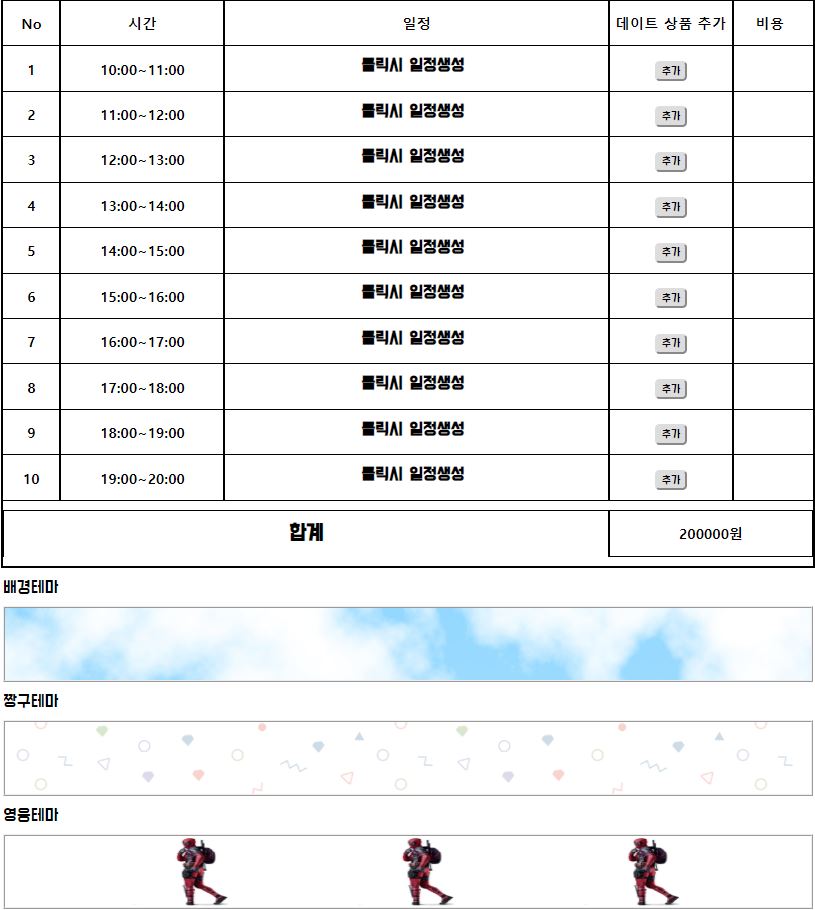 No 시간 일정 데이트 상품 추가 비용
1 10:00~11:00 클릭시 일정생성 추가
2 11:00~12:00 클릭시 일정생성 추가
3 12:00~13:00 클릭시 일정생성 추가
4 13:00~14:00 클릭시 일정생성 추가
5 14:00~15:00 클릭시 일정생성 추가
6 15:00~16:00 클릭시 일정생성 추가
7 16:00~17:00 클릭시 일정생성 추가
8 17:00~18:00 클릭시 일정생성 추가
9 18:00~19:00 클릭시 일정생성 추가
10 19:00~20:00 클릭시 일정생성 추가
합계 200000원
배경테마
짱구테마
영웅테마